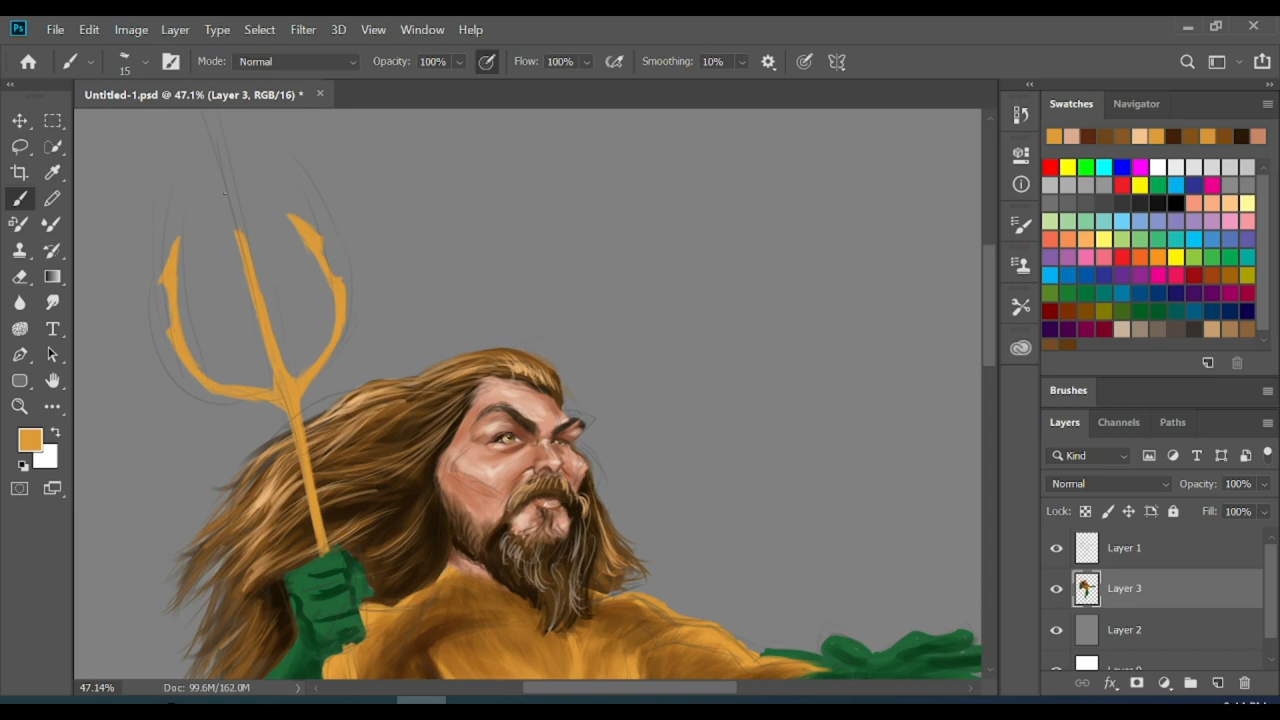 Ps File Edit Image Layer Type Select Filter 3D View Window Help
15 Mode: Normal Opacity: 100% Flow: 100% Smoothing: 10%
Untitled-1.psd @ 47.1% (Layer 3, RGB/16) *
Swatches Navigator
Brushes
Layers Channels Paths
Kind
Normal Opacity: 100%
Lock: Fill: 100%
Layer 1
Layer 3
Layer 2
47.14% Doc: 99.6M/162.0M